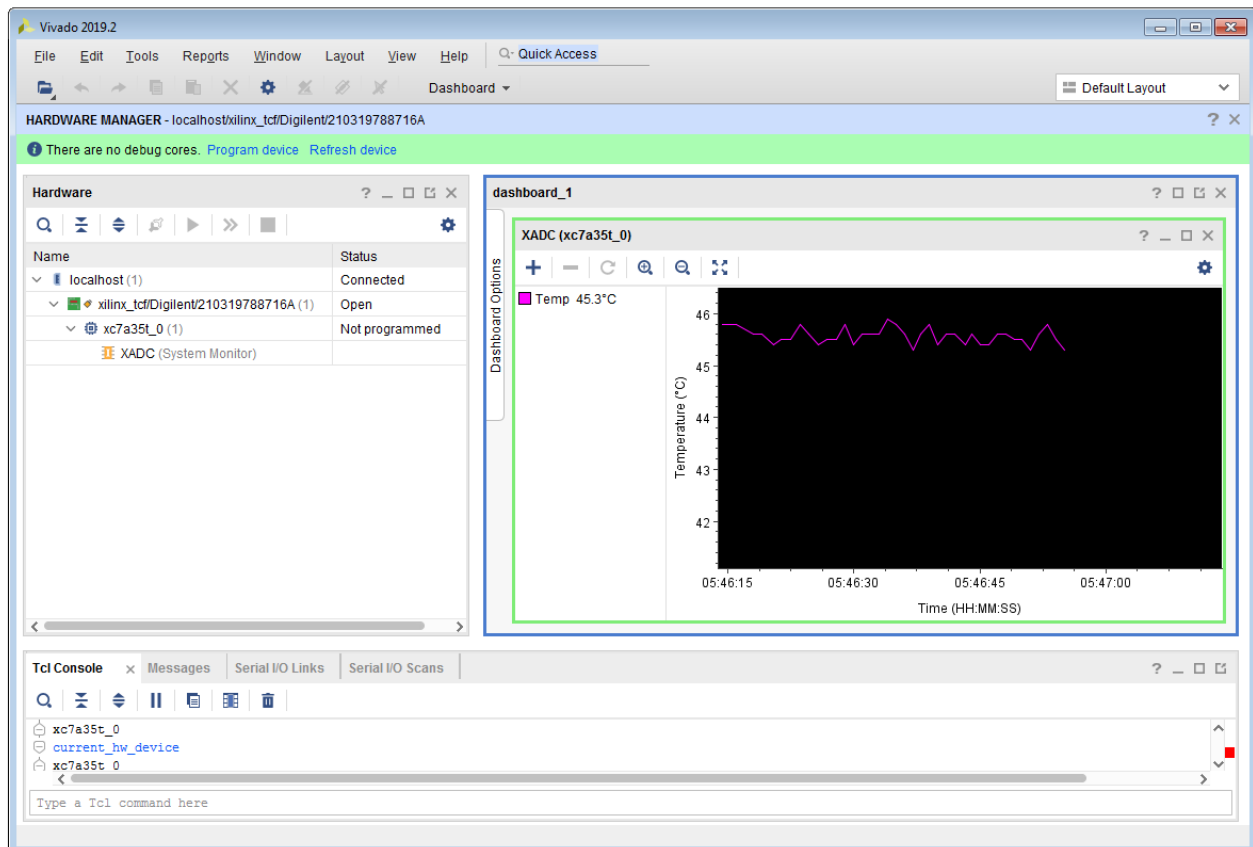 Vivado 2019.2
File Edit Tools Reports Window Layout View Help Quick Access
Dashboard Default Layout
HARDWARE MANAGER - localhost/xilinx_tcf/Digilent/210319788716A ?
There are no debug cores. Program device Refresh device
Hardware ?
Name Status
localhost (1) Connected
xilinx_tcf/Digilent/210319788716A (1) Open
xc7a35t_0 (1) Not programmed
XADC (System Monitor)
dashboard_1 ?
Dashboard Options
XADC (xc7a35t_0) ?
Temp 45.3°C
Temperature (°C)
46
45
44
43
42
05:46:15 05:46:30 05:46:45 05:47:00
Time (HH:MM:SS)
Tcl Console Messages Serial I/O Links Serial I/O Scans ?
xc7a35t_0
current_hw_device
xc7a35t_0
Type a Tcl command here